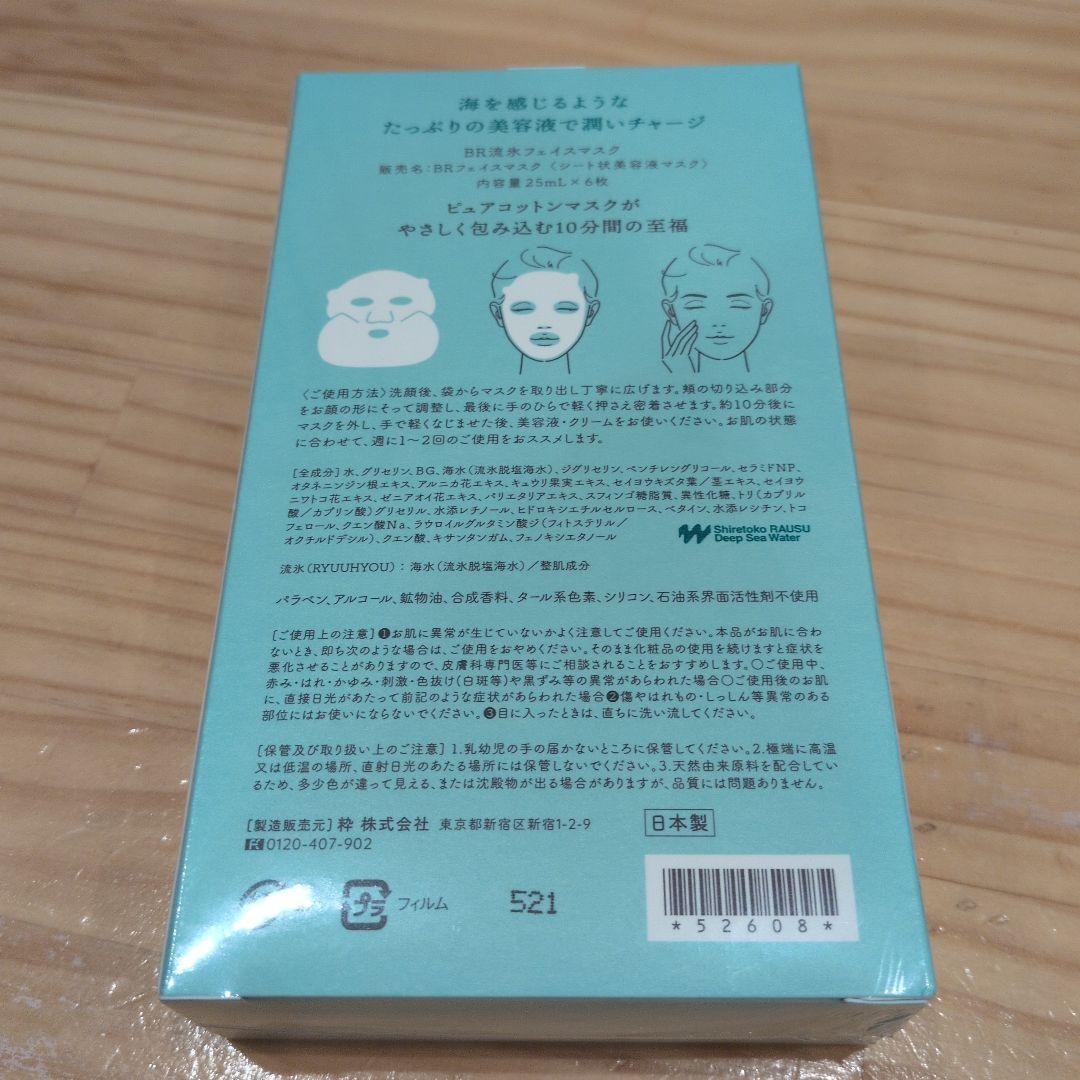 海を感じるような
たっぷりの美容液で潤いチャージ
BR流氷フェイスマスク
販売名:BRフェイスマスク〈シート状美容液マスク〉
内容量25mL×6枚
ピュアコットンマスクが
やさしく包み込む10分間の至福
〈ご使用方法〉洗顔後、袋からマスクを取り出し丁寧に広げます。頬の切り込み部分
をお顔の形にそって調整し、最後に手のひらで軽く押さえ密着させます。約10分後に
マスクを外し、手で軽くなじませた後、美容液・クリームをお使いください。お肌の状態
に合わせて、週に1〜2回のご使用をおススメします。
[全成分]水、グリセリン、BG、海水(流氷脱塩海水)、ジグリセリン、ペンチレングリコール、セラミドNP、
オタネニンジン根エキス、アルニカ花エキス、キュウリ果実エキス、セイヨウキズタ葉/茎エキス、セイヨウ
ニワトコ花エキス、ゼニアオイ花エキス、パリエタリアエキス、スフィンゴ糖脂質、異性化糖、トリ(カプリル
酸/カプリン酸)グリセリル、水添レチノール、ヒドロキシエチルセルロース、ベタイン、水添レシチン、トコ
フェロール、クエン酸Na、ラウロイルグルタミン酸ジ(フィトステリル/
オクチルドデシル)、クエン酸、キサンタンガム、フェノキシエタノール
Shiretoko RAUSU
Deep Sea Water
流氷(RYUUHYOU):海水(流氷脱塩海水)/整肌成分
パラベン、アルコール、鉱物油、合成香料、タール系色素、シリコン、石油系界面活性剤不使用
[ご使用上の注意]❶お肌に異常が生じていないかよく注意してご使用ください。本品がお肌に合わ
ないとき、即ち次のような場合は、ご使用をおやめください。そのまま化粧品の使用を続けますと症状を
悪化させることがありますので、皮膚科専門医等にご相談されることをおすすめします。〇ご使用中、
赤み・はれ・かゆみ・刺激・色抜け(白斑等)や黒ずみ等の異常があらわれた場合〇ご使用後のお肌
に、直接日光があたって前記のような症状があらわれた場合❷傷やはれもの・しっしん等異常のある
部位にはお使いにならないでください。❸目に入ったときは、直ちに洗い流してください。
[保管及び取り扱い上のご注意]1.乳幼児の手の届かないところに保管してください。2.極端に高温
又は低温の場所、直射日光のあたる場所には保管しないでください。3.天然由来原料を配合してい
るため、多少色が違って見える、または沈殿物が出る場合がありますが、品質には問題ありません。
[製造販売元]粋 株式会社 東京都新宿区新宿1-2-9
0120-407-902
日本製
プラ フィルム
521
*52608*